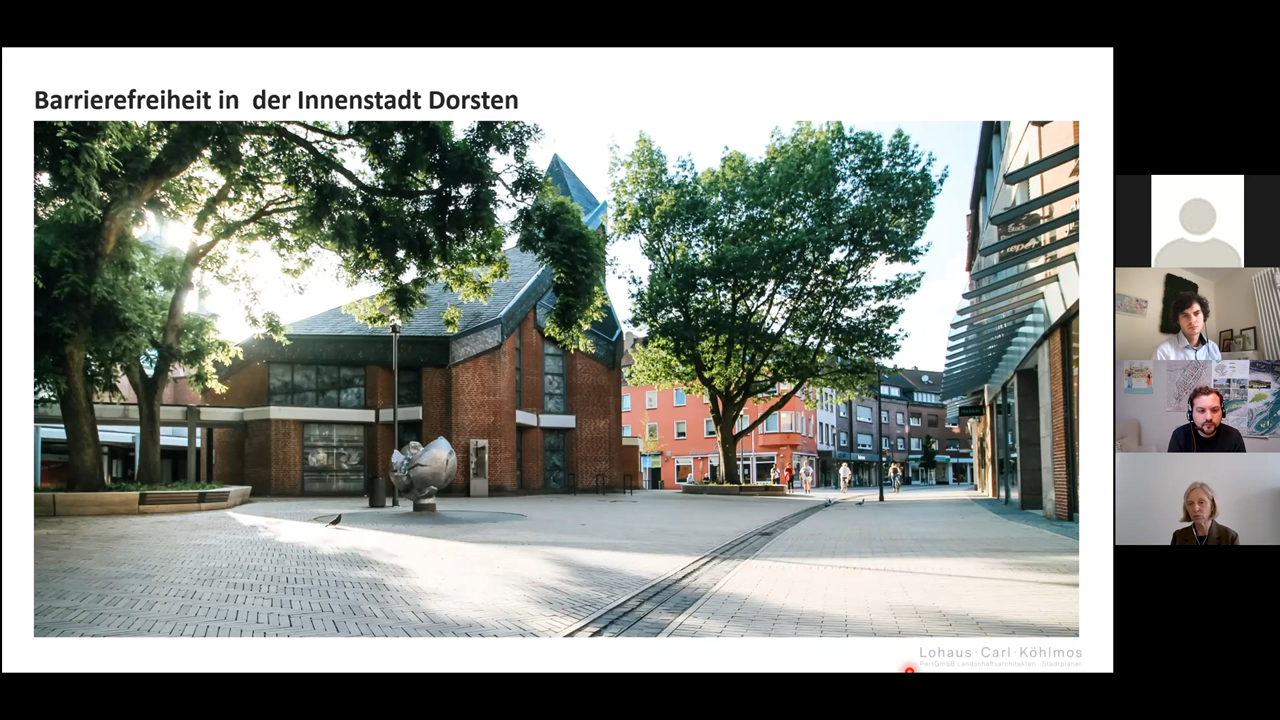 Barrierefreiheit in  der Innenstadt Dorsten
Lohaus · Carl · Köhlmos
PartGmbB Landschaftsarchitekten · Stadtplaner